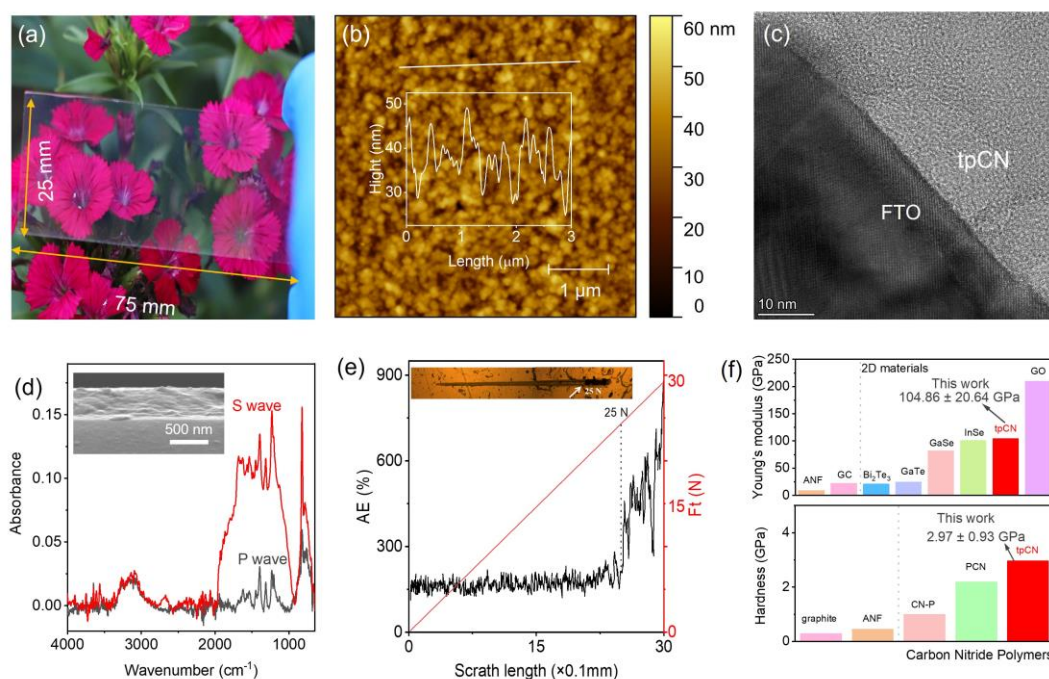 (a)
25 mm
75 mm
(b)
Hight (nm)
50
40
30
0
1
2
3
Length (μm)
1 μm
60 nm
50
40
30
20
10
0
(c)
tpCN
FTO
10 nm
(d)
Absorbance
0.15
0.10
0.05
0.00
S wave
P wave
500 nm
4000
3000
2000
1000
Wavenumber (cm⁻¹)
(e)
AE (%)
900
600
300
0
25 N
25 N
30
15
0
Ft (N)
0
15
30
Scrath length (×0.1mm)
(f)
Young's modulus (GPa)
250
200
150
100
50
0
2D materials
This work
104.86 ± 20.64 GPa
ANF
GC
Bi₂Te₃
GaTe
GaSe
InSe
tpCN
GO
Hardness (GPa)
6
4
2
0
This work
2.97 ± 0.93 GPa
graphite
ANF
CN-P
PCN
tpCN
Carbon Nitride Polymers